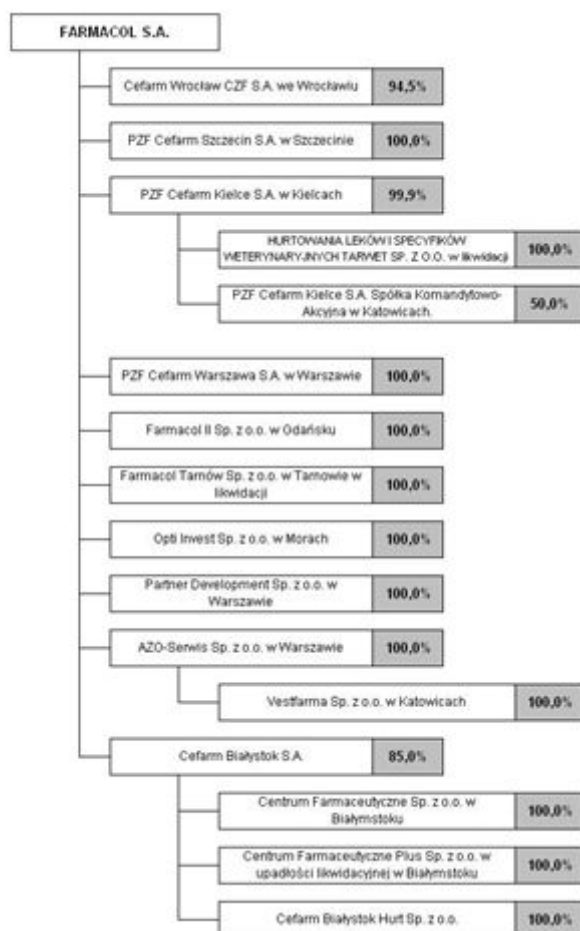 FARMACOL S.A.
Cefarm Wrocław CZF S.A. we Wrocławiu
94,5%
PZF Cefarm Szczecin S.A. w Szczecinie
100,0%
PZF Cefarm Kielce S.A. w Kielcach
99,9%
HURTOWANIA LEKÓW I SPECYFIKÓW
WETERYNARYJNYCH TARWET SP. Z O.O. w likwidacji
100,0%
PZF Cefarm Kielce S.A. Spółka Komandytowo-
Akcyjna w Katowicach.
50,0%
PZF Cefarm Warszawa S.A. w Warszawie
100,0%
Farmacol II Sp. z o.o. w Gdańsku
100,0%
Farmacol Tarnów Sp. z o.o. w Tarnowie w
likwidacji
100,0%
Opti Invest Sp. z o.o. w Morach
100,0%
Partner Development Sp. z o.o. w
Warszawie
100,0%
AZO-Serwis Sp. z o.o. w Warszawie
100,0%
Vestfarma Sp. z o.o. w Katowicach
100,0%
Cefarm Białystok S.A.
85,0%
Centrum Farmaceutyczne Sp. z o.o. w
Białymstoku
100,0%
Centrum Farmaceutyczne Plus Sp. z o.o. w
upadłości likwidacyjnej w Białymstoku
100,0%
Cefarm Białystok Hurt Sp. z o.o.
100,0%